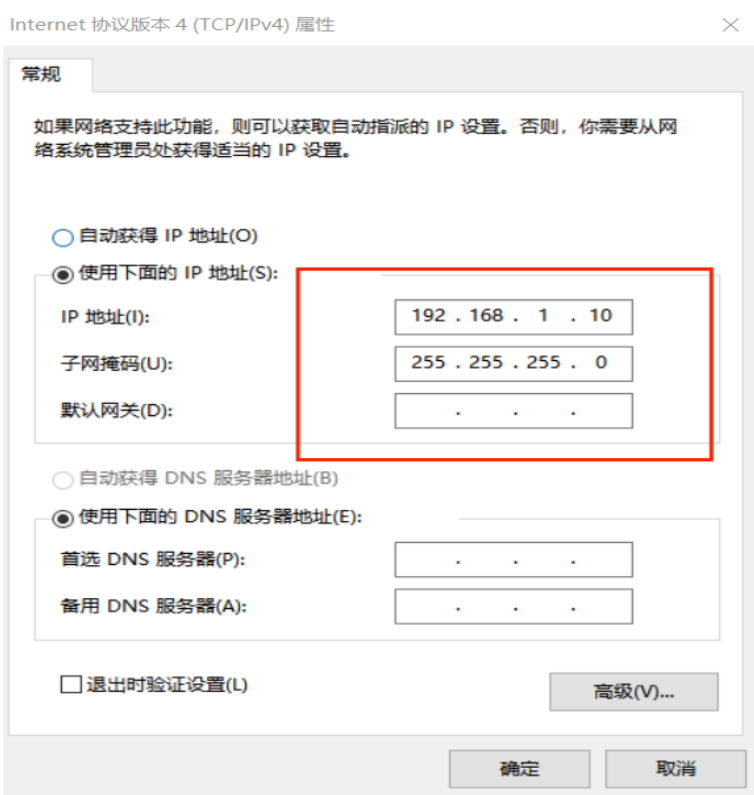 Internet 协议版本 4 (TCP/IPv4) 属性
常规
如果网络支持此功能，则可以获取自动指派的 IP 设置。否则，你需要从网
络系统管理员处获得适当的 IP 设置。
自动获得 IP 地址(O)
使用下面的 IP 地址(S):
IP 地址(I): 192 . 168 . 1 . 10
子网掩码(U): 255 . 255 . 255 . 0
默认网关(D): . . .
自动获得 DNS 服务器地址(B)
使用下面的 DNS 服务器地址(E):
首选 DNS 服务器(P): . . .
备用 DNS 服务器(A): . . .
退出时验证设置(L)
高级(V)...
确定 取消